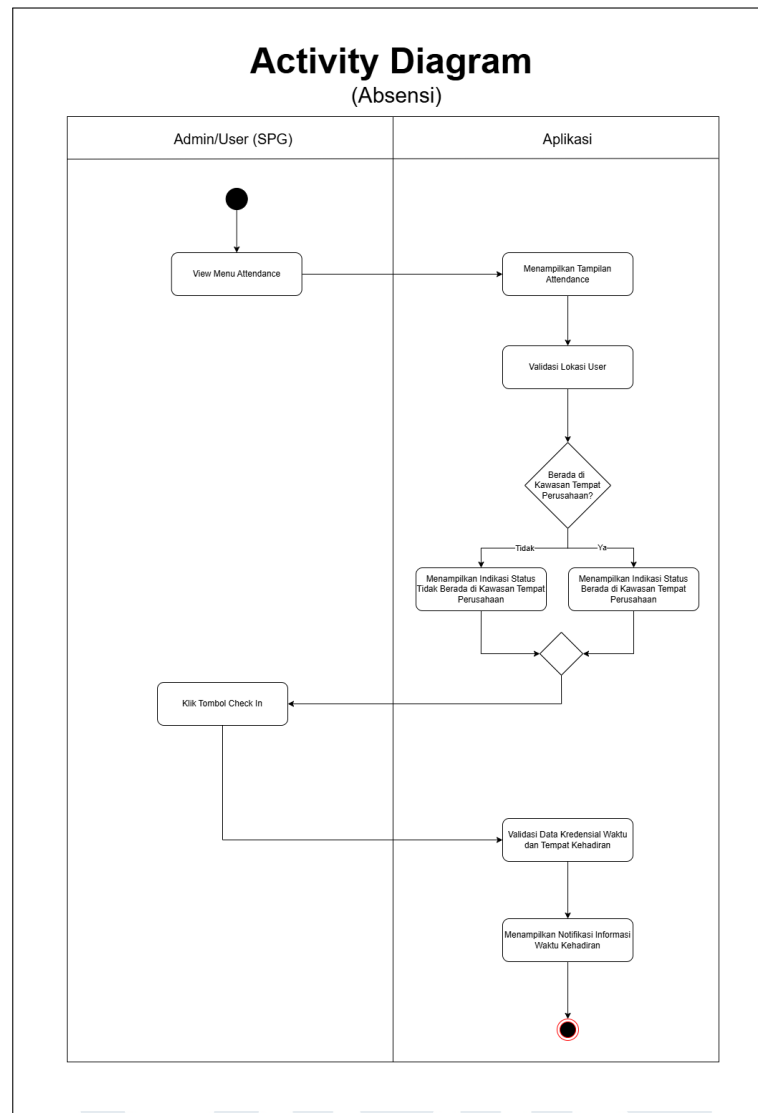 Activity Diagram
(Absensi)
Admin/User (SPG)
Aplikasi
View Menu Attendance
Menampilkan Tampilan
Attendance
Validasi Lokasi User
Berada di
Kawasan Tempat
Perusahaan?
Tidak
Ya
Menampilkan Indikasi Status
Tidak Berada di Kawasan Tempat
Perusahaan
Menampilkan Indikasi Status
Berada di Kawasan Tempat
Perusahaan
Klik Tombol Check In
Validasi Data Kredensial Waktu
dan Tempat Kehadiran
Menampilkan Notifikasi Informasi
Waktu Kehadiran